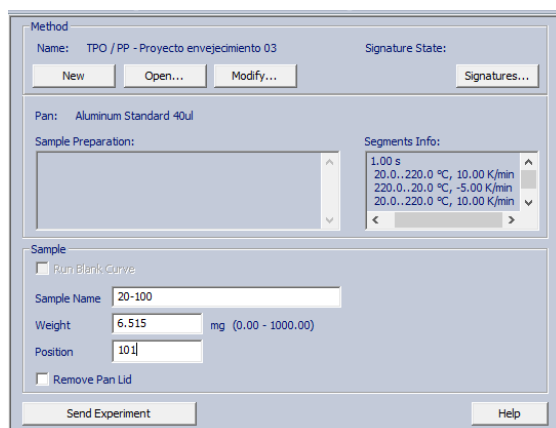 Method
Name: TPO / PP - Proyecto envejecimiento 03 Signature State:
New Open... Modify... Signatures...
Pan: Aluminum Standard 40ul
Sample Preparation: Segments Info:
1.00 s
20.0..220.0 ºC, 10.00 K/min
220.0..20.0 ºC, -5.00 K/min
20.0..220.0 ºC, 10.00 K/min
Sample
Run Blank Curve
Sample Name 20-100
Weight 6.515 mg (0.00 - 1000.00)
Position 101
Remove Pan Lid
Send Experiment Help